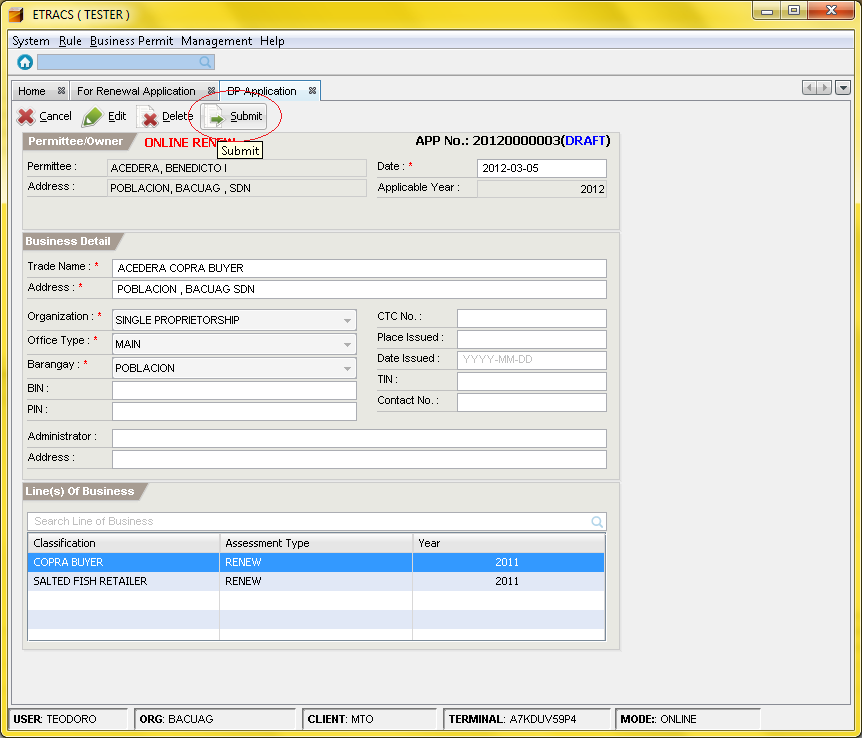 ETRACS ( TESTER )
System Rule Business Permit Management Help
Home For Renewal Application BP Application
Cancel Edit Delete Submit
Submit
Permittee/Owner ONLINE RENEW APP No.: 20120000003(DRAFT)
Permittee : ACEDERA, BENEDICTO I Date : * 2012-03-05
Address : POBLACION, BACUAG , SDN Applicable Year : 2012
Business Detail
Trade Name : * ACEDERA COPRA BUYER
Address : * POBLACION , BACUAG SDN
Organization : * SINGLE PROPRIETORSHIP CTC No. :
Office Type : * MAIN Place Issued :
Barangay : * POBLACION Date Issued : YYYY-MM-DD
BIN : TIN :
PIN : Contact No. :
Administrator :
Address :
Line(s) Of Business
Search Line of Business
Classification Assessment Type Year
COPRA BUYER RENEW 2011
SALTED FISH RETAILER RENEW 2011
USER: TEODORO ORG: BACUAG CLIENT: MTO TERMINAL: A7KDUV59P4 MODE:: ONLINE